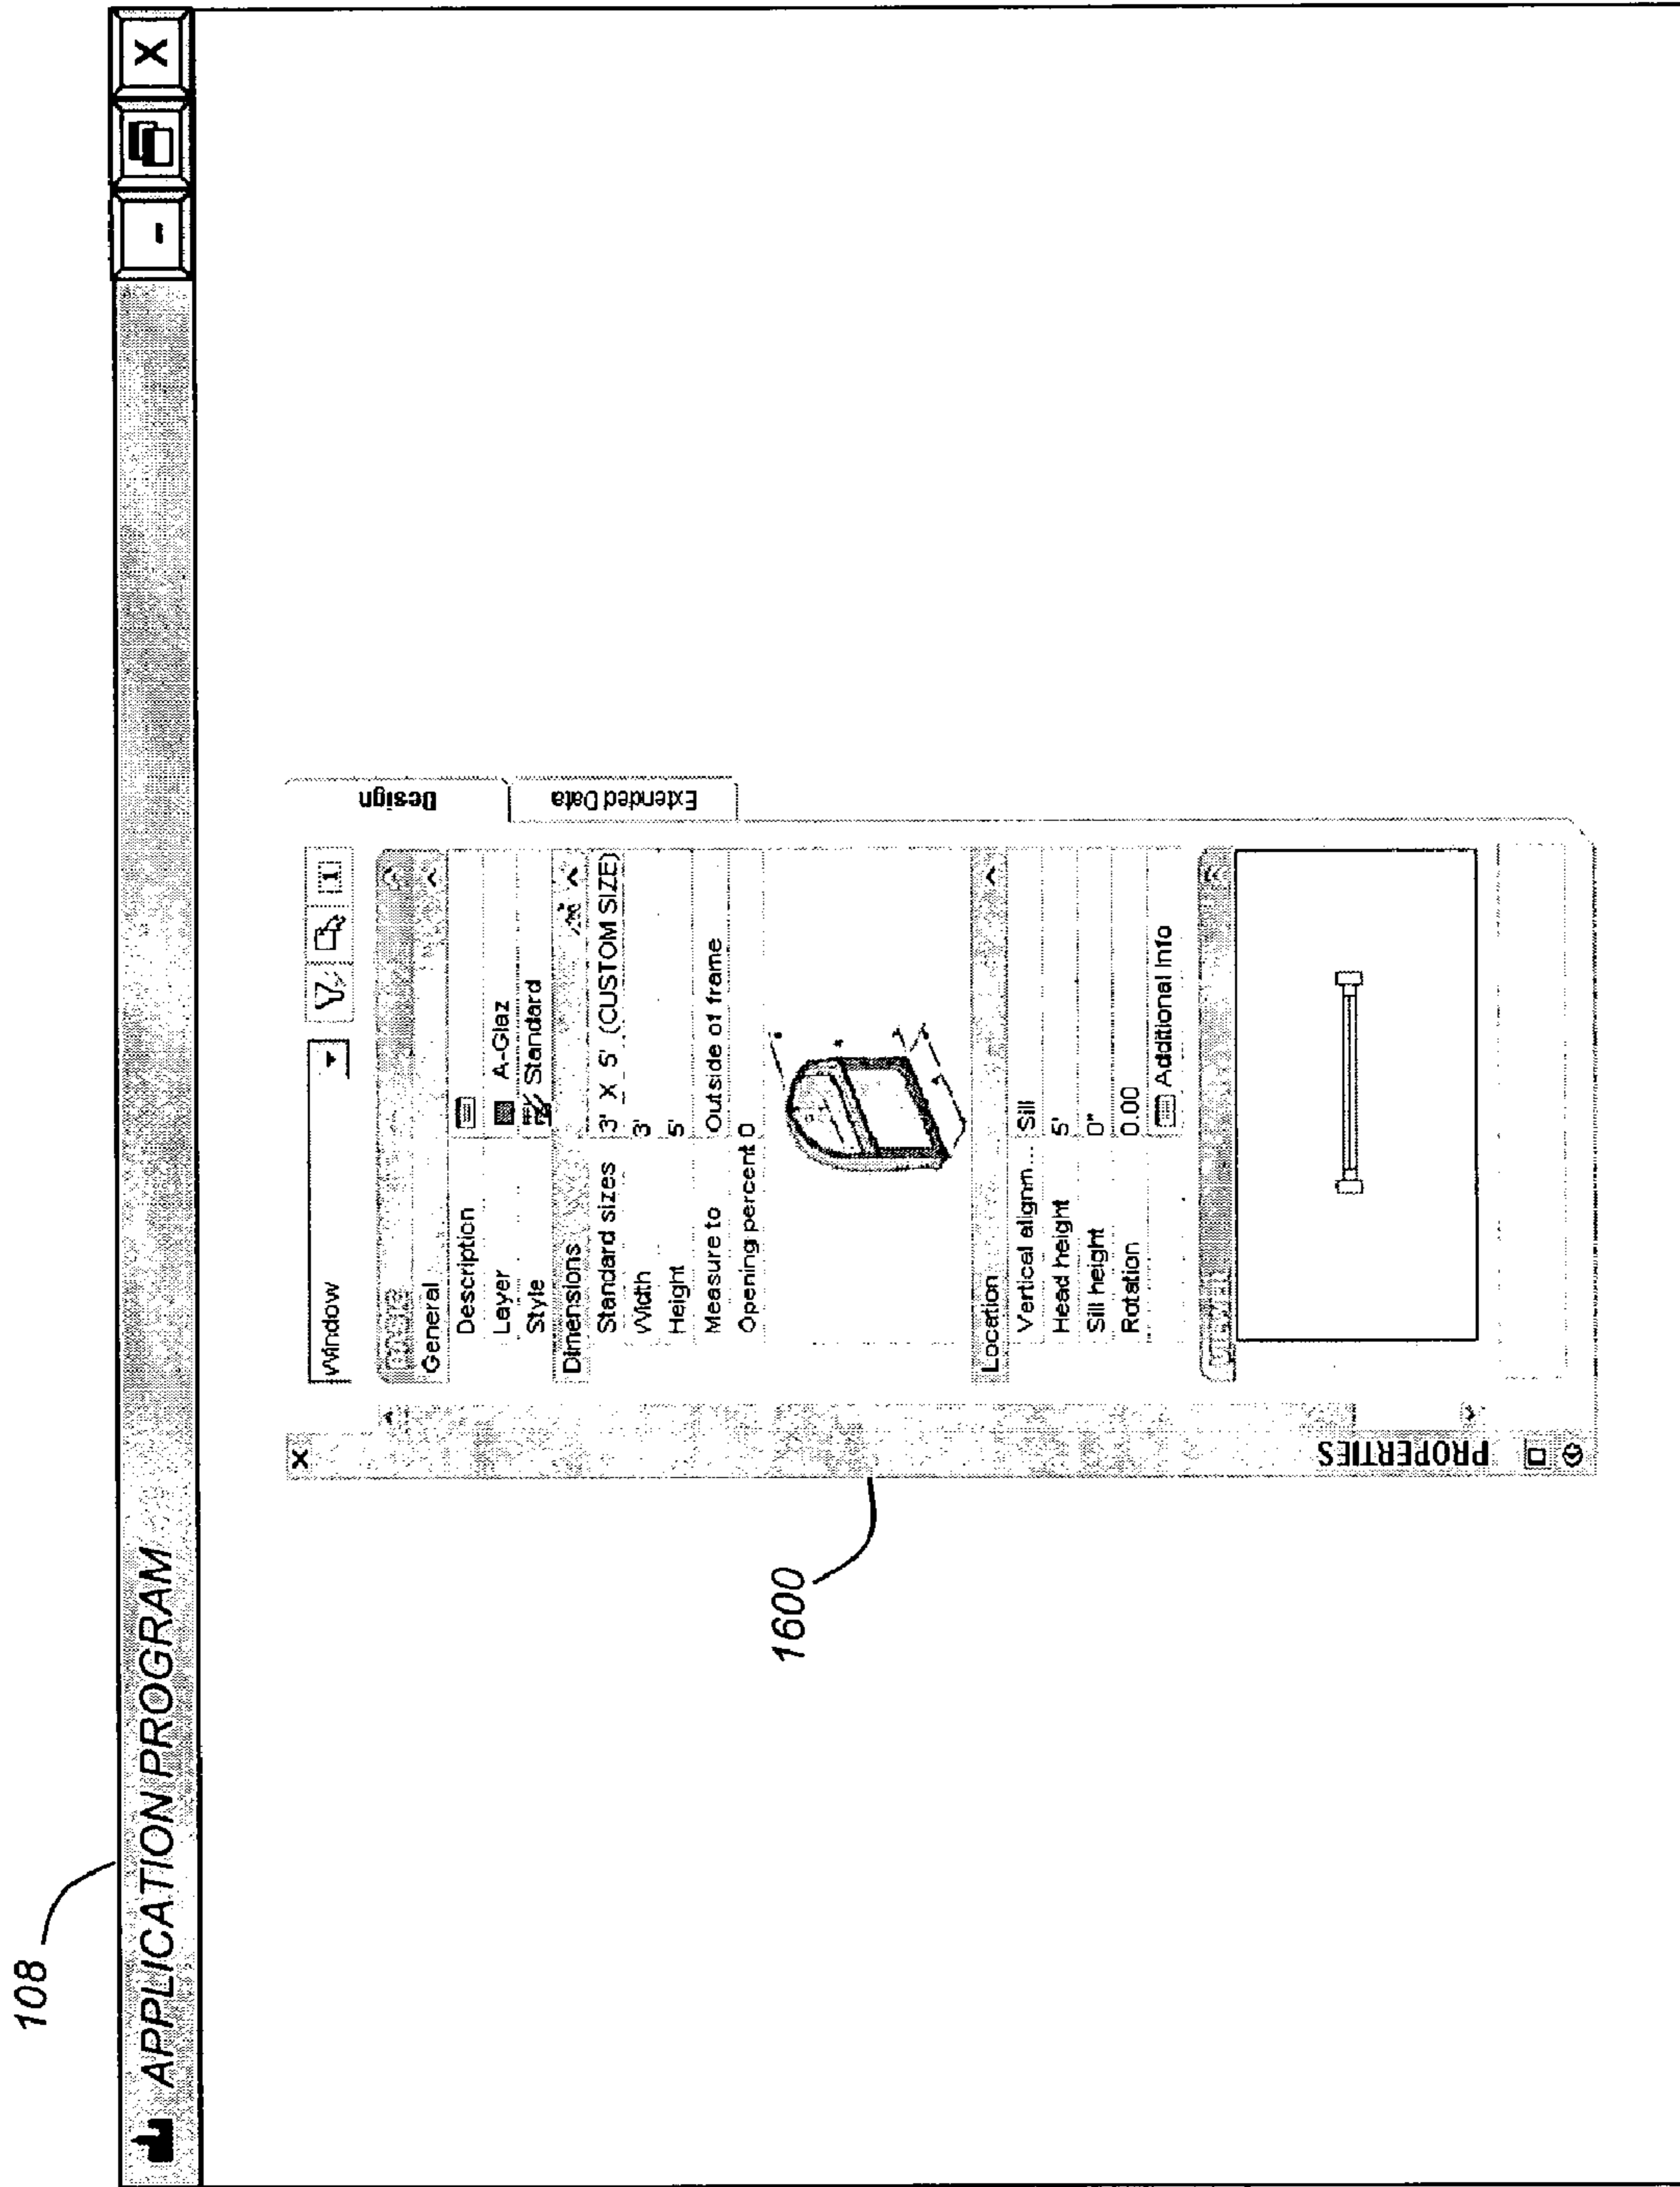 108
APPLICATION PROGRAM
- X
X
Window
1
BASIC
General
Description
Layer A-Glaz
Style Standard
Dimensions
Standard sizes 3' X 5' (CUSTOM SIZE)
Width 3'
Height 5'
Measure to Outside of frame
Opening percent 0
Location
Vertical alignm... Sill
Head height 5'
Sill height 0"
Rotation 0.00
Additional Info
PROPERTIES
Design
Extended Data
1600